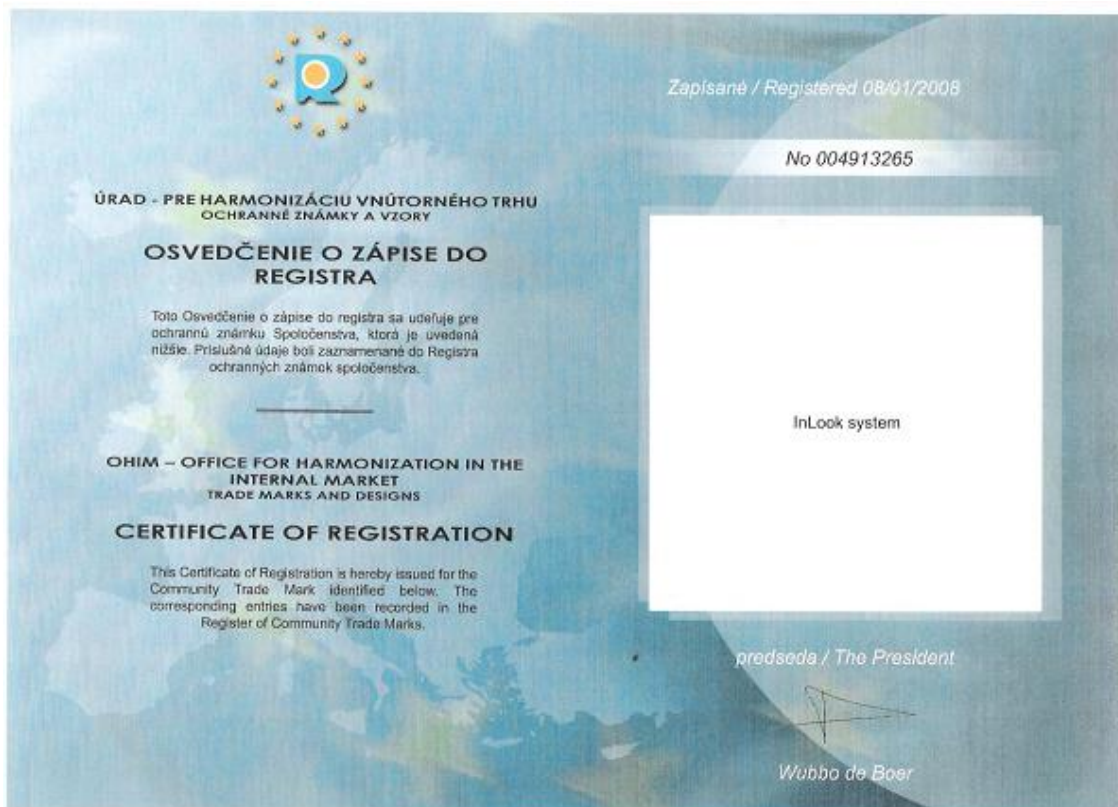 ÚRAD - PRE HARMONIZÁCIU VNÚTORNÉHO TRHU
OCHRANNÉ ZNÁMKY A VZORY
OSVEDČENIE O ZÁPISE DO
REGISTRA
Toto Osvedčenie o zápise do registra sa udeľuje pre
ochrannú známku Spoločenstva, ktorá je uvedená
nižšie. Príslušné údaje boli zaznamenané do Registra
ochranných známok spoločenstva.
OHIM – OFFICE FOR HARMONIZATION IN THE
INTERNAL MARKET
TRADE MARKS AND DESIGNS
CERTIFICATE OF REGISTRATION
This Certificate of Registration is hereby issued for the
Community Trade Mark identified below. The
corresponding entries have been recorded in the
Register of Community Trade Marks.
Zapísané / Registered 08/01/2008
No 004913265
InLook system
predseda / The President
Wubbo de Boer